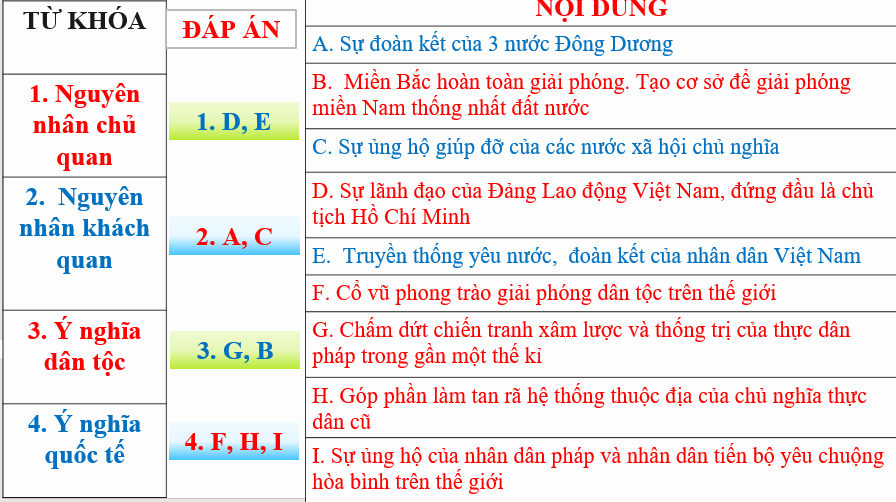 TỪ KHÓA
1. Nguyên
nhân chủ
quan
2. Nguyên
nhân khách
quan
3. Ý nghĩa
dân tộc
4. Ý nghĩa
quốc tế
ĐÁP ÁN
1. D, E
2. A, C
3. G, B
4. F, H, I
NỘI DUNG
A. Sự đoàn kết của 3 nước Đông Dương
B. Miền Bắc hoàn toàn giải phóng. Tạo cơ sở để giải phóng
miền Nam thống nhất đất nước
C. Sự ủng hộ giúp đỡ của các nước xã hội chủ nghĩa
D. Sự lãnh đạo của Đảng Lao động Việt Nam, đứng đầu là chủ
tịch Hồ Chí Minh
E. Truyền thống yêu nước, đoàn kết của nhân dân Việt Nam
F. Cổ vũ phong trào giải phóng dân tộc trên thế giới
G. Chấm dứt chiến tranh xâm lược và thống trị của thực dân
pháp trong gần một thế kỉ
H. Góp phần làm tan rã hệ thống thuộc địa của chủ nghĩa thực
dân cũ
I. Sự ủng hộ của nhân dân pháp và nhân dân tiến bộ yêu chuộng
hòa bình trên thế giới